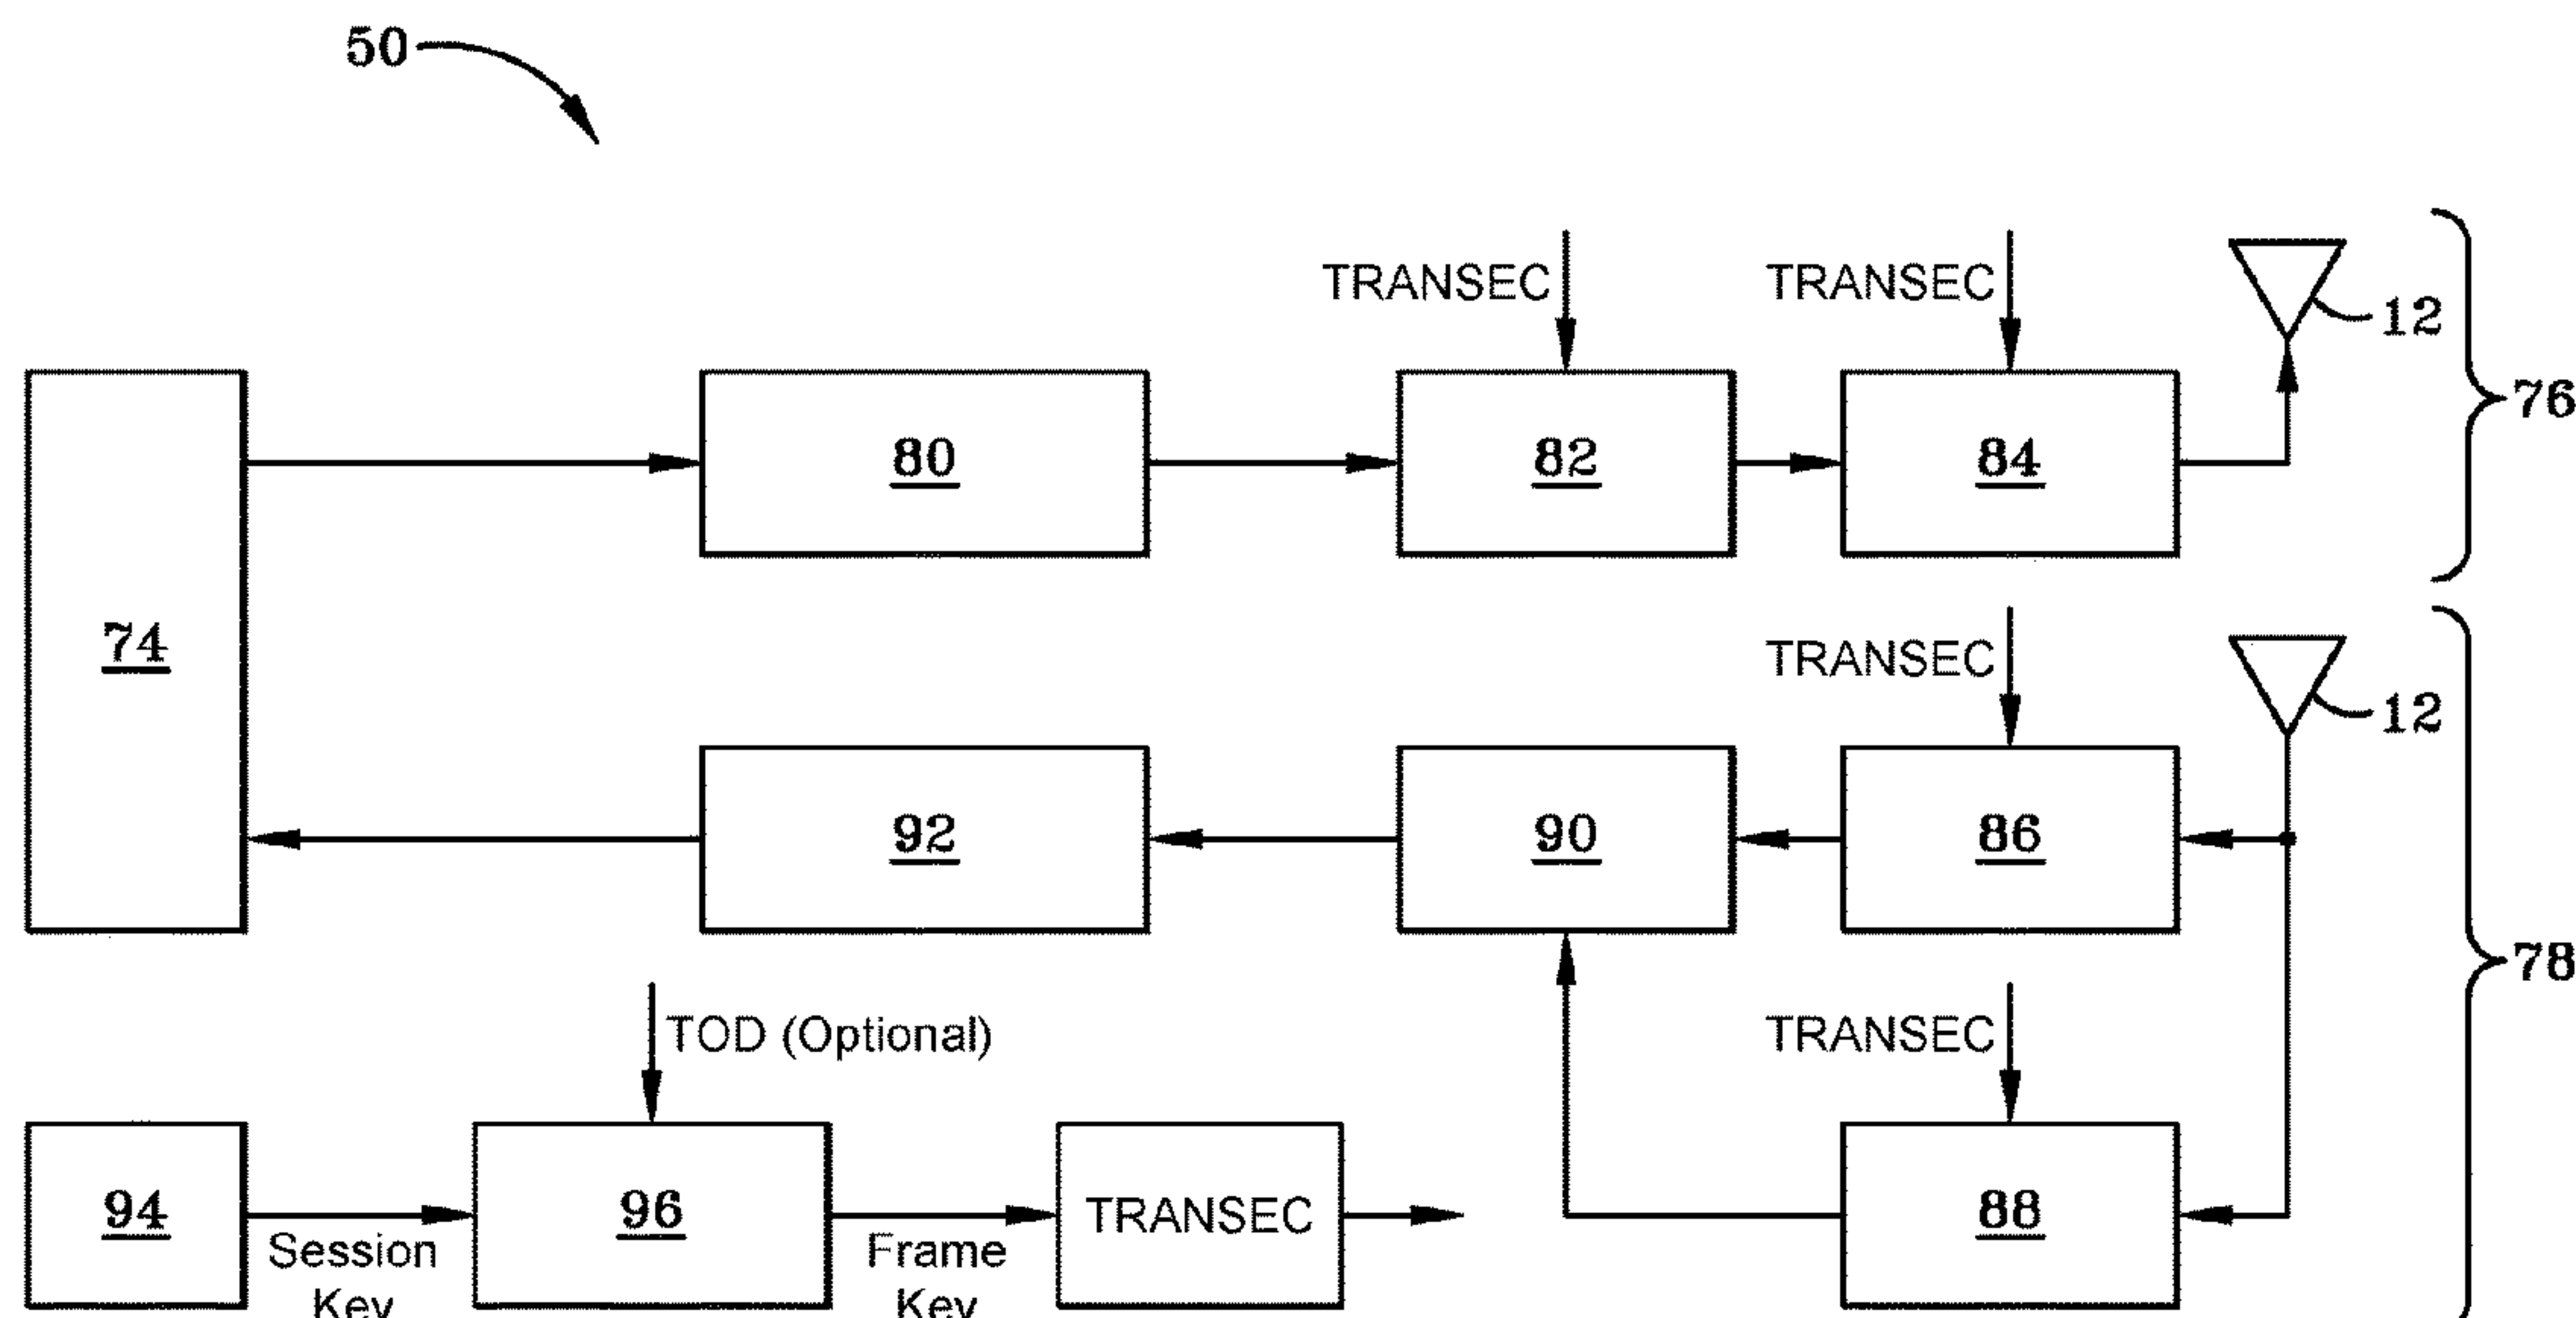 50
TRANSEC
TRANSEC
12
76
80
82
84
74
TRANSEC
12
92
90
86
78
TOD (Optional)
TRANSEC
94
Session
Key
96
Frame
Key
TRANSEC
88